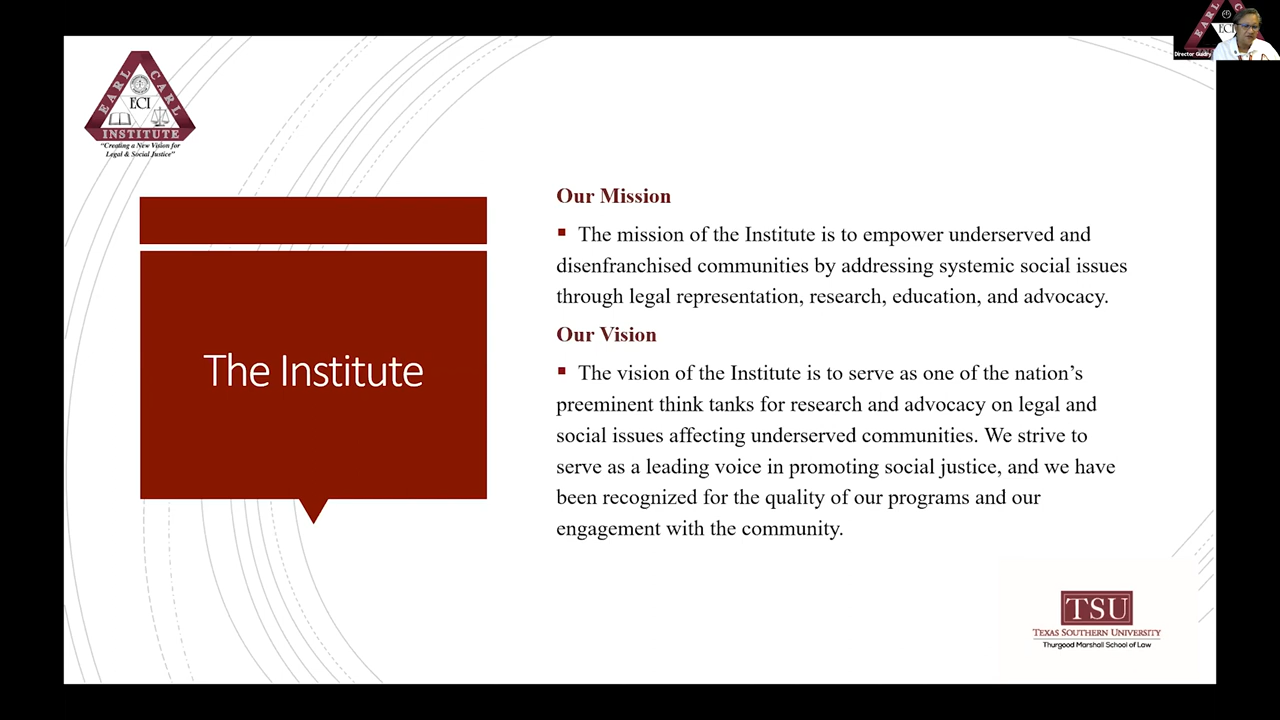 EARL CARL
ECI
INSTITUTE
"Creating a New Vision for
Legal & Social Justice"
Director Guidry
The Institute
Our Mission
▪ The mission of the Institute is to empower underserved and
disenfranchised communities by addressing systemic social issues
through legal representation, research, education, and advocacy.
Our Vision
▪ The vision of the Institute is to serve as one of the nation's
preeminent think tanks for research and advocacy on legal and
social issues affecting underserved communities. We strive to
serve as a leading voice in promoting social justice, and we have
been recognized for the quality of our programs and our
engagement with the community.
TSU
TEXAS SOUTHERN UNIVERSITY
Thurgood Marshall School of Law